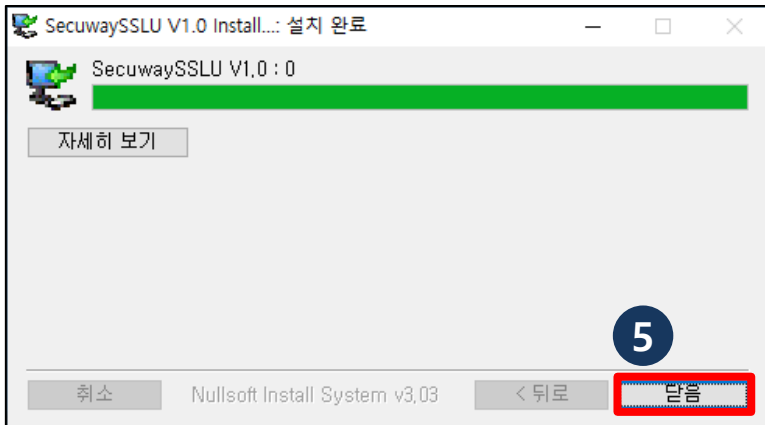 SecuwaySSLU V1.0 Install...: 설치 완료
SecuwaySSLU V1,0 : 0
자세히 보기
5
취소 Nullsoft Install System v3,03 < 뒤로 닫음